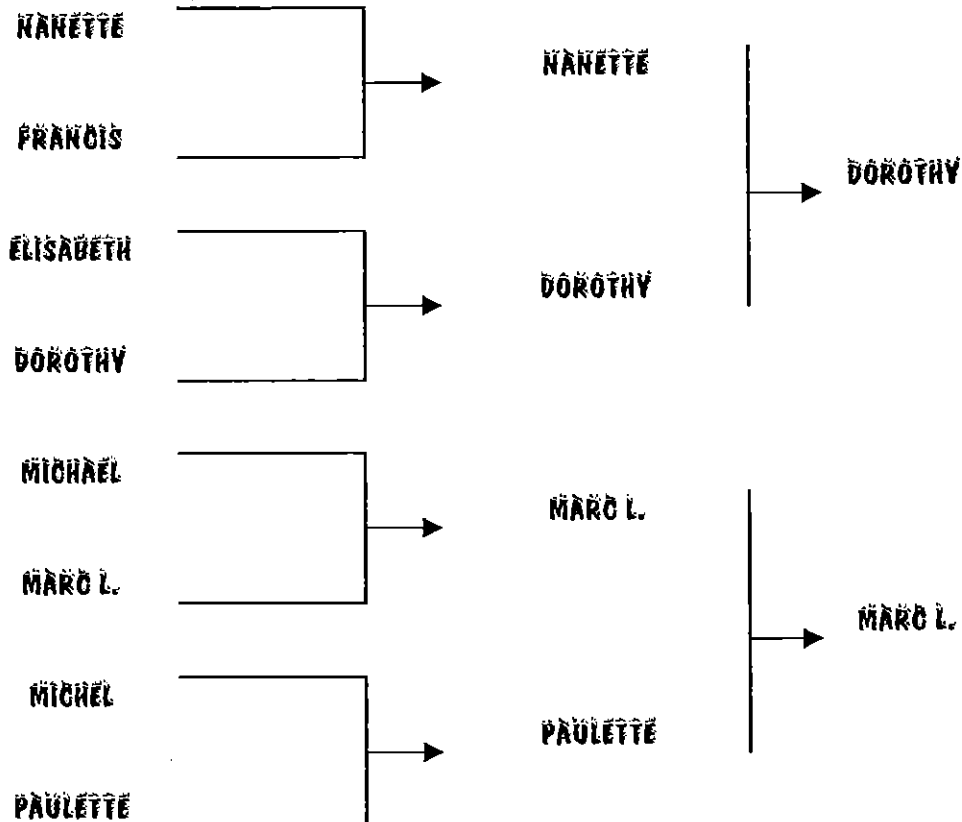 NANETTE
FRANCIS
ELISABETH
DOROTHY
MICHAEL
MARC L.
MICHEL
PAULETTE
NANETTE
DOROTHY
MARC L.
PAULETTE
DOROTHY
MARC L.